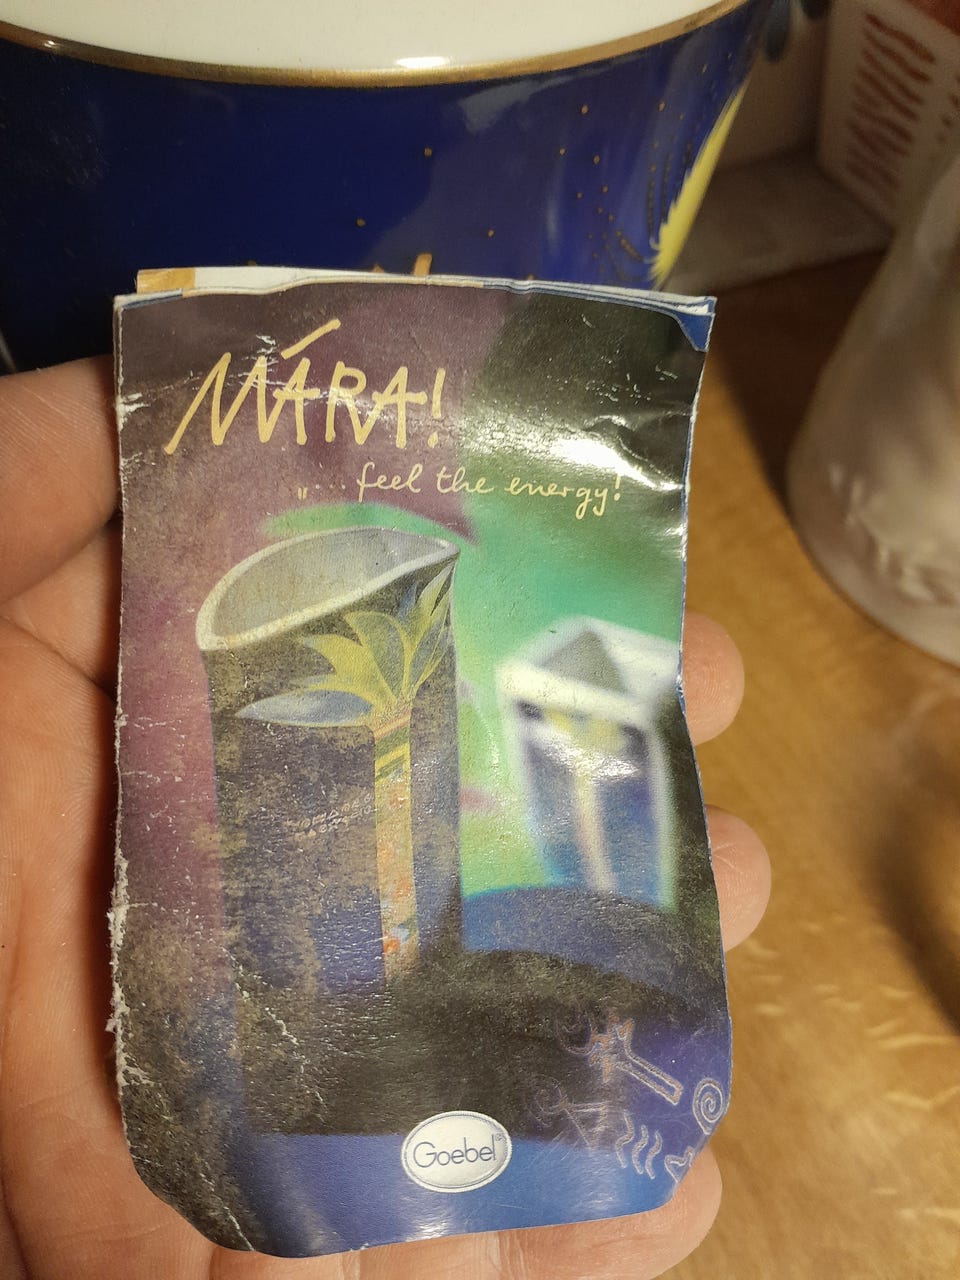 MÁRA!
„... feel the energy!
Goebel